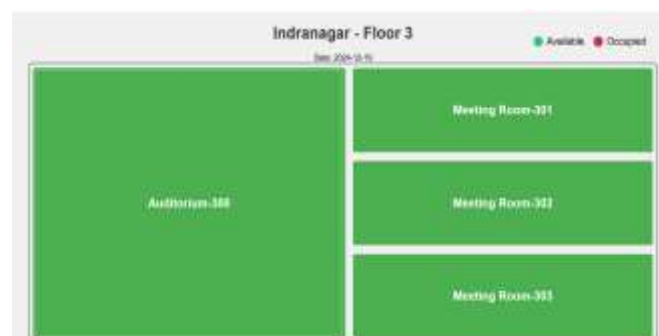 Indranagar - Floor 3
Available Occupied
Meeting Room-301
Auditorium-300
Meeting Room-302
Meeting Room-303